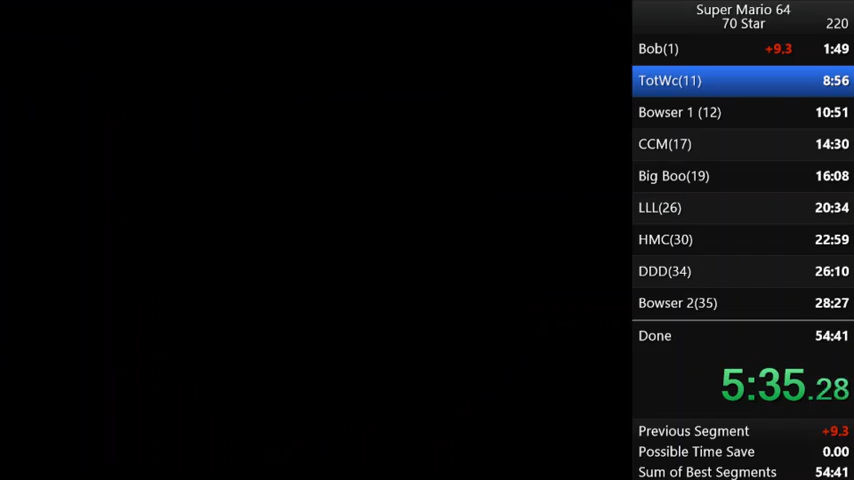 Super Mario 64
70 Star 220
Bob(1) +9.3 1:49
TotWc(11) 8:56
Bowser 1 (12) 10:51
CCM(17) 14:30
Big Boo(19) 16:08
LLL(26) 20:34
HMC(30) 22:59
DDD(34) 26:10
Bowser 2(35) 28:27
Done 54:41
5:35.28
Previous Segment +9.3
Possible Time Save 0.00
Sum of Best Segments 54:41